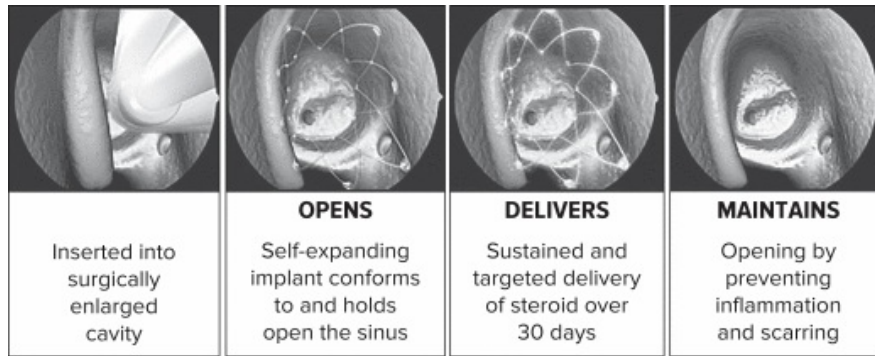 Inserted into
surgically
enlarged
cavity
OPENS
Self-expanding
implant conforms
to and holds
open the sinus
DELIVERS
Sustained and
targeted delivery
of steroid over
30 days
MAINTAINS
Opening by
preventing
inflammation
and scarring